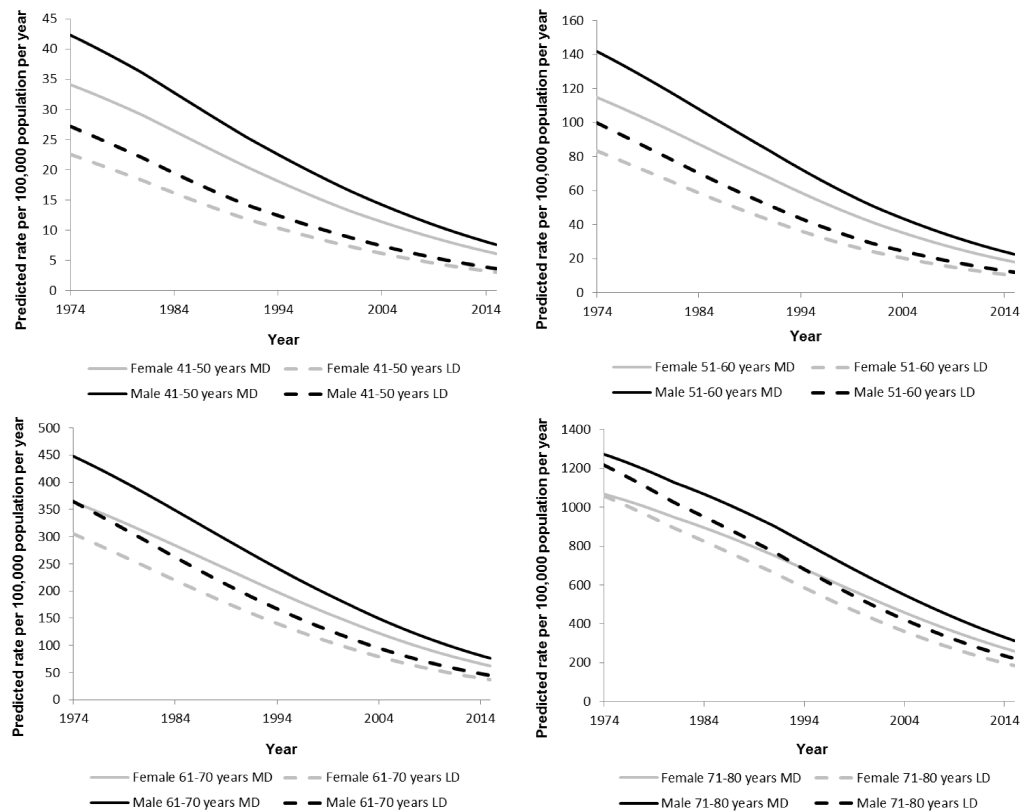 Predicted rate per 100,000 population per year
45
40
35
30
25
20
15
10
5
0
1974 1984 1994 2004 2014
Year
Female 41-50 years MD Female 41-50 years LD
Male 41-50 years MD Male 41-50 years LD
Predicted rate per 100,000 population per year
160
140
120
100
80
60
40
20
0
1974 1984 1994 2004 2014
Year
Female 51-60 years MD Female 51-60 years LD
Male 51-60 years MD Male 51-60 years LD
Predicted rate per 100,000 population per year
500
450
400
350
300
250
200
150
100
50
0
1974 1984 1994 2004 2014
Year
Female 61-70 years MD Female 61-70 years LD
Male 61-70 years MD Male 61-70 years LD
Predicted rate per 100,000 population per year
1400
1200
1000
800
600
400
200
0
1974 1984 1994 2004 2014
Year
Female 71-80 years MD Female 71-80 years LD
Male 71-80 years MD Male 71-80 years LD